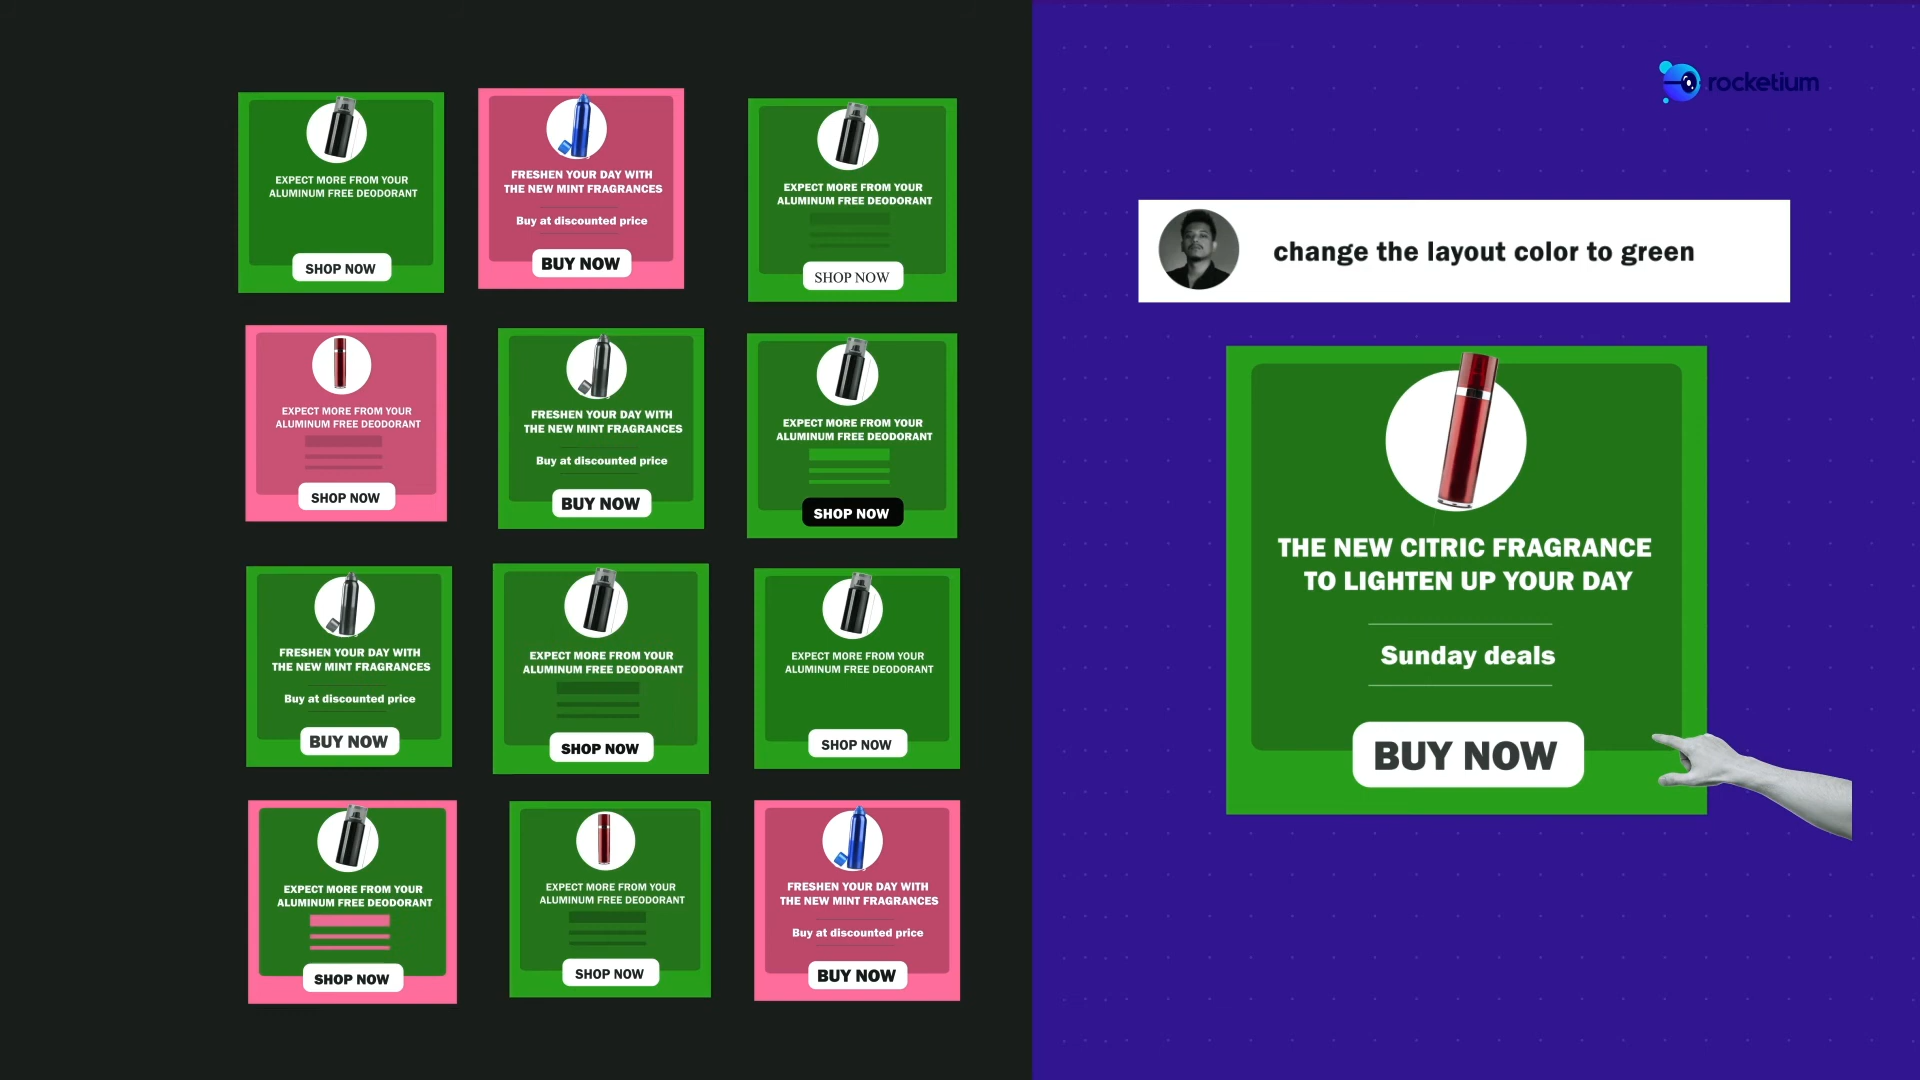 EXPECT MORE FROM YOUR
ALUMINUM FREE DEODORANT
SHOP NOW
FRESHEN YOUR DAY WITH
THE NEW MINT FRAGRANCES
Buy at discounted price
BUY NOW
EXPECT MORE FROM YOUR
ALUMINUM FREE DEODORANT
SHOP NOW
EXPECT MORE FROM YOUR
ALUMINUM FREE DEODORANT
SHOP NOW
FRESHEN YOUR DAY WITH
THE NEW MINT FRAGRANCES
Buy at discounted price
BUY NOW
EXPECT MORE FROM YOUR
ALUMINUM FREE DEODORANT
SHOP NOW
FRESHEN YOUR DAY WITH
THE NEW MINT FRAGRANCES
Buy at discounted price
BUY NOW
EXPECT MORE FROM YOUR
ALUMINUM FREE DEODORANT
SHOP NOW
EXPECT MORE FROM YOUR
ALUMINUM FREE DEODORANT
SHOP NOW
EXPECT MORE FROM YOUR
ALUMINUM FREE DEODORANT
SHOP NOW
EXPECT MORE FROM YOUR
ALUMINUM FREE DEODORANT
SHOP NOW
FRESHEN YOUR DAY WITH
THE NEW MINT FRAGRANCES
Buy at discounted price
BUY NOW
rocketium
change the layout color to green
THE NEW CITRIC FRAGRANCE
TO LIGHTEN UP YOUR DAY
Sunday deals
BUY NOW